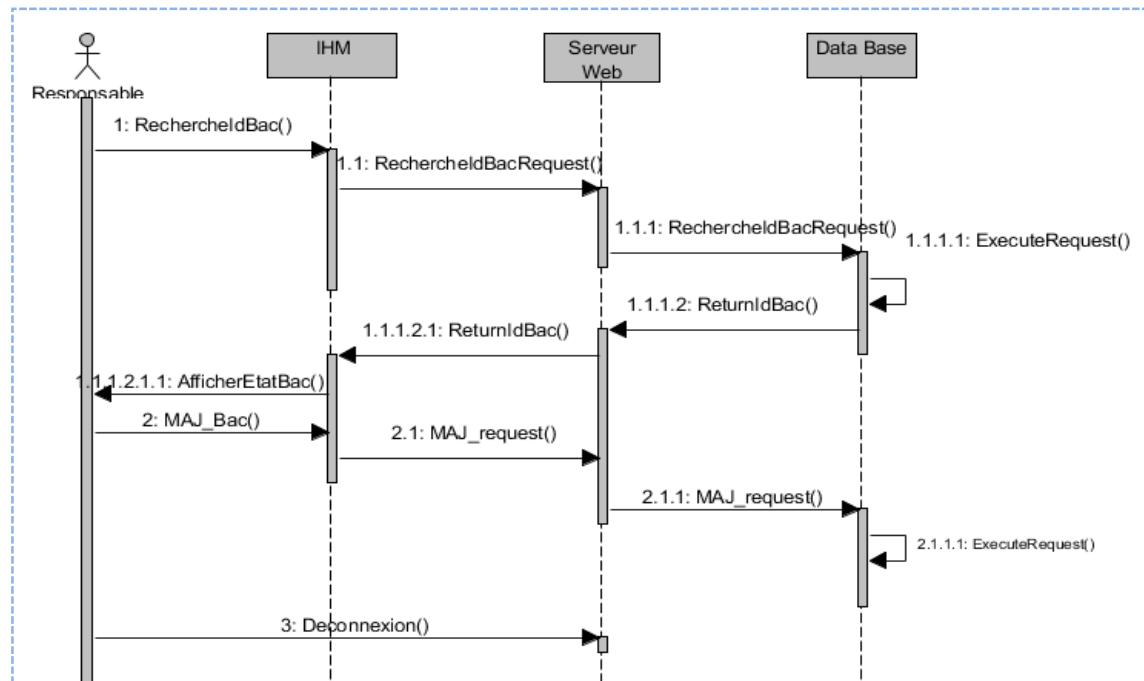 IHM
Serveur
Web
Data Base
Responsable
1: RechercheIdBac()
1.1: RechercheIdBacRequest()
1.1.1: RechercheIdBacRequest()
1.1.1.1: ExecuteRequest()
1.1.1.2: ReturnIdBac()
1.1.1.2.1: ReturnIdBac()
1.1.1.2.1.1: AfficherEtatBac()
2: MAJ_Bac()
2.1: MAJ_request()
2.1.1: MAJ_request()
2.1.1.1: ExecuteRequest()
3: Deconnexion()